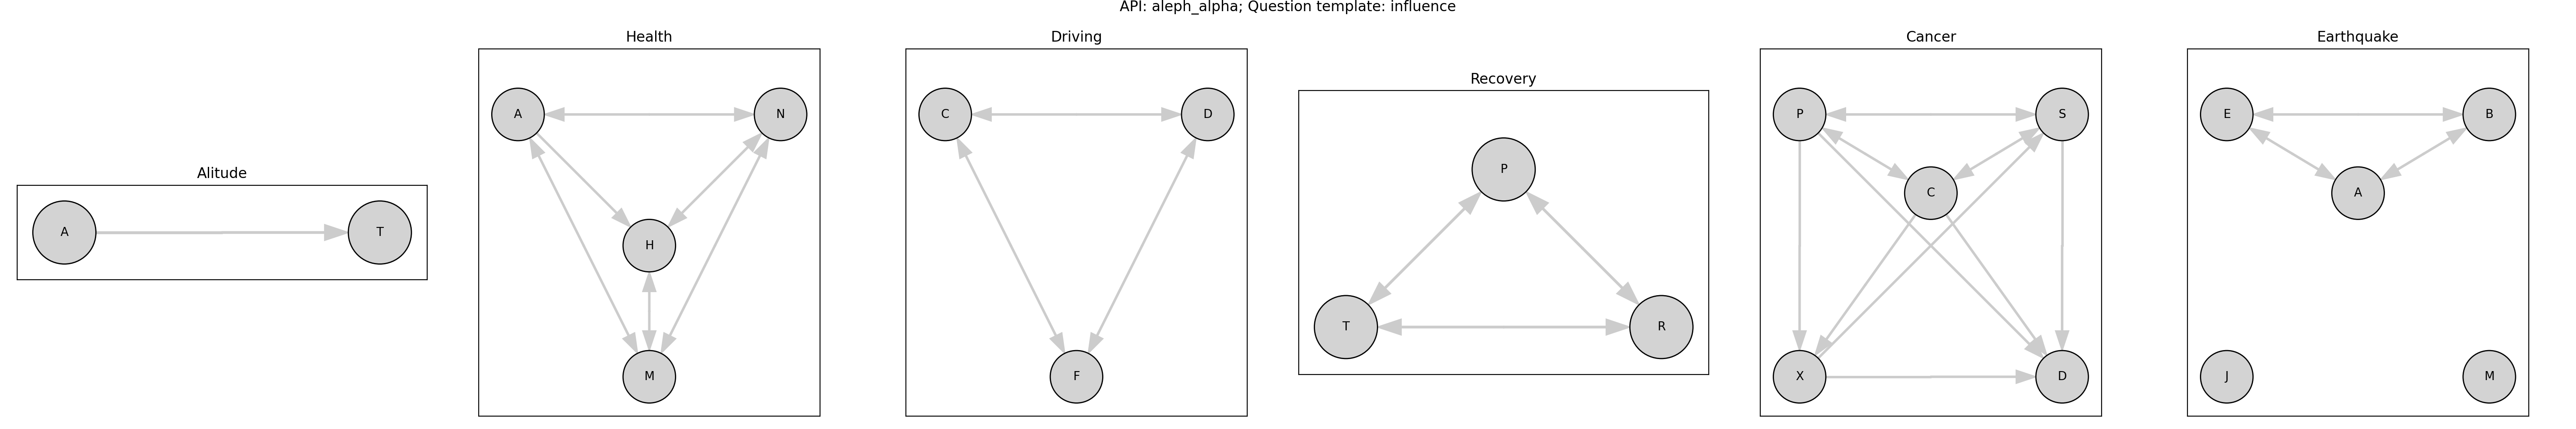 API: aleph_alpha; Question template: influence
Alitude
A
T
Health
A
N
H
M
Driving
C
D
F
Recovery
P
T
R
Cancer
P
S
C
X
D
Earthquake
E
B
A
J
M